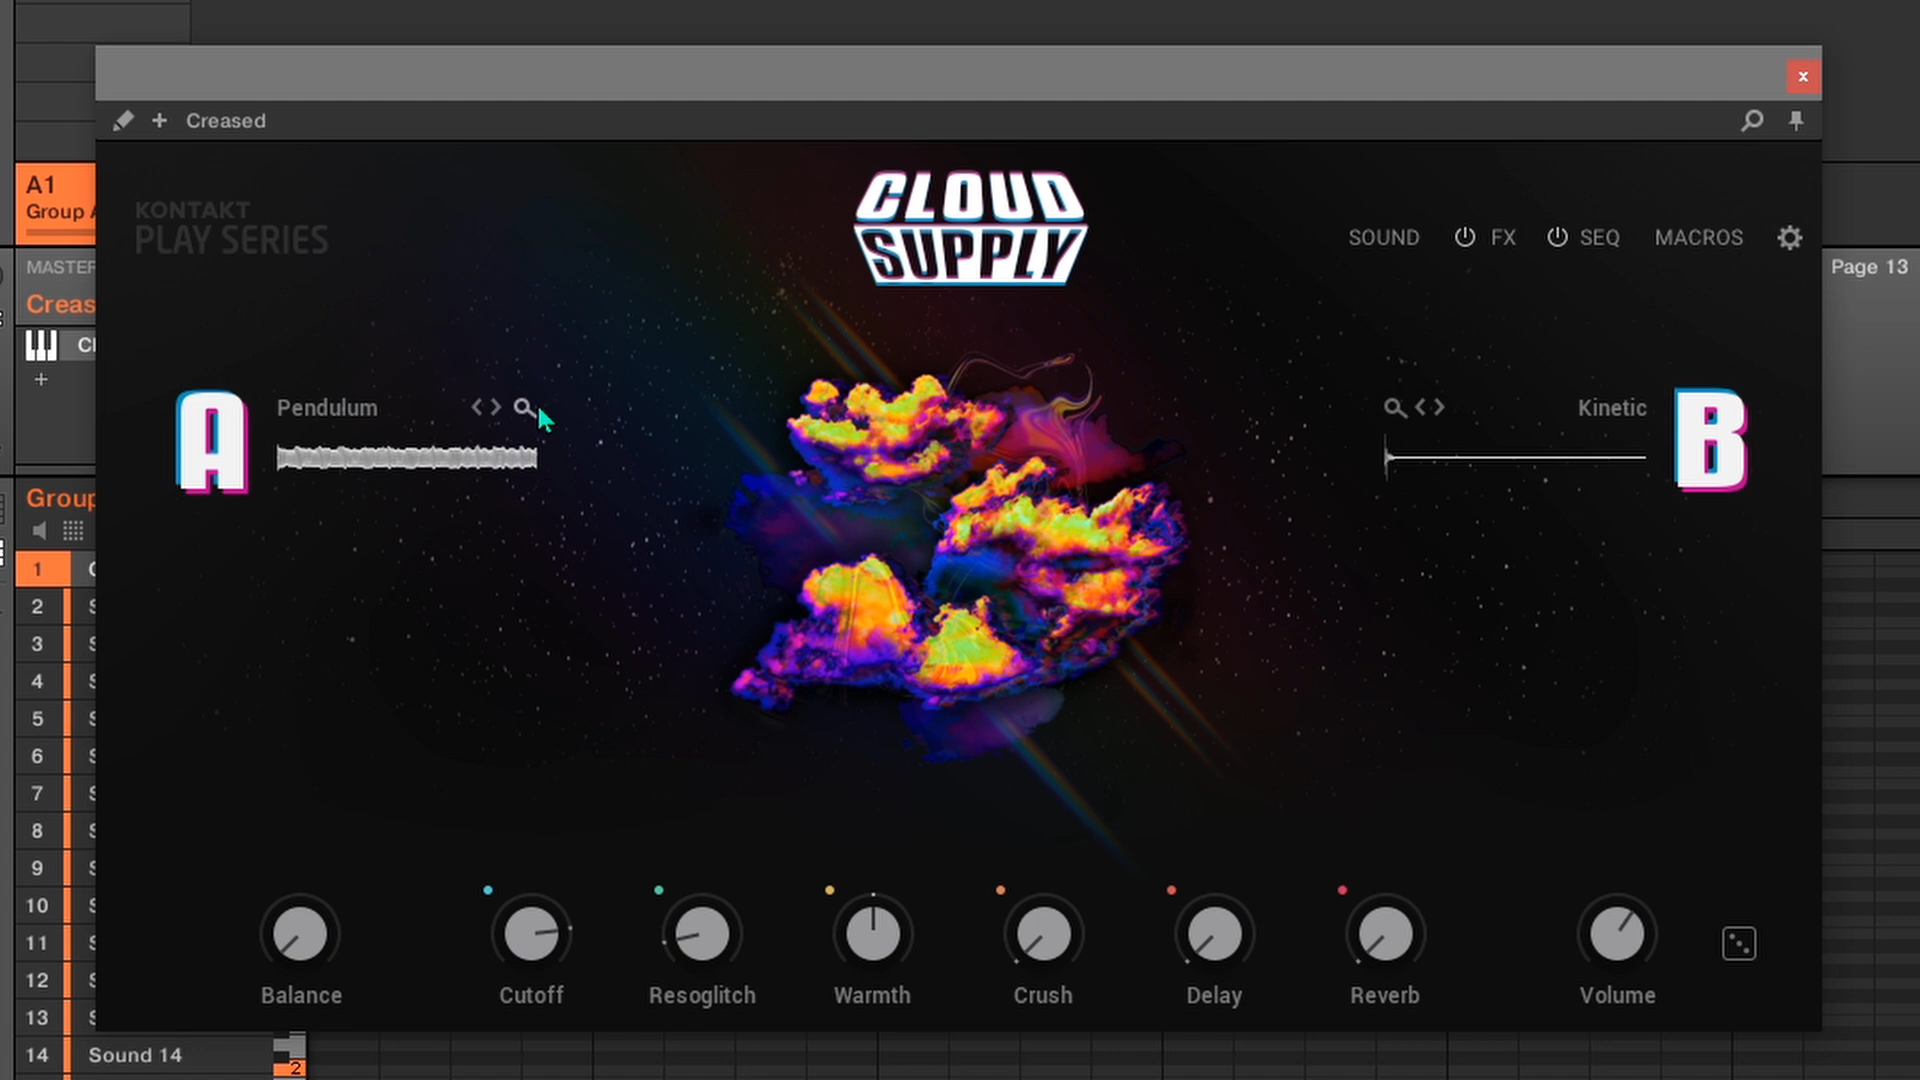 x
Creased
A1
Group A
KONTAKT
PLAY SERIES
CLOUD
SUPPLY
SOUND FX SEQ MACROS
MASTER
Page 13
Creas
+
A
Pendulum
Kinetic
B
Group
1
2 S
3 S
4 S
5 S
6 S
7 S
8 S
9 S
10 S
11 S
12 S
13 S
14 Sound 14
2
Balance Cutoff Resoglitch Warmth Crush Delay Reverb Volume